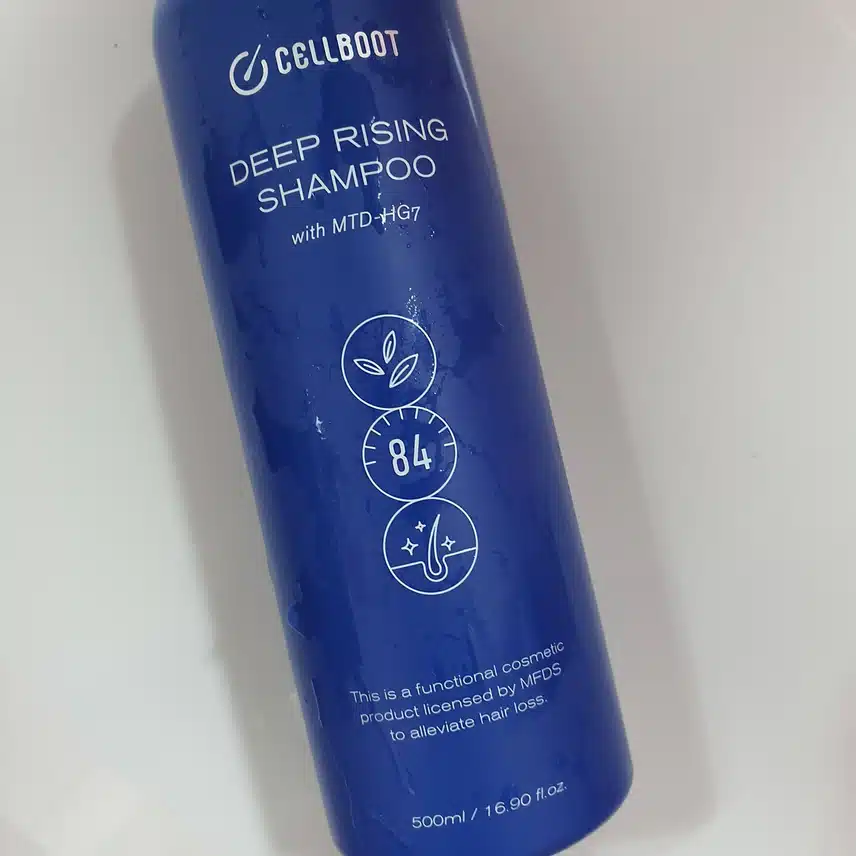 CELLBOOT
DEEP RISING
SHAMPOO
with MTD-HG7
84
This is a functional cosmetic
product licensed by MFDS
to alleviate hair loss.
500ml / 16.90 fl.oz.